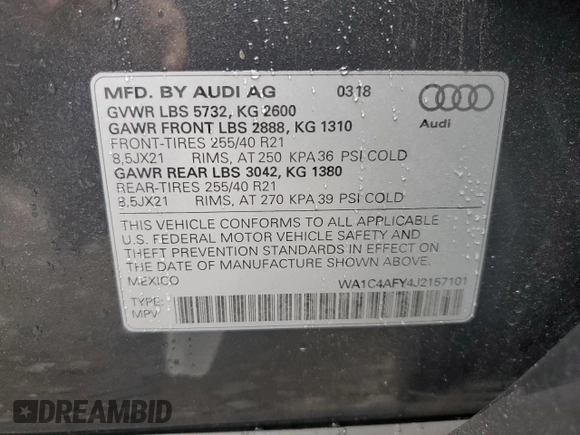 MFD. BY AUDI AG 0318
GVWR LBS 5732, KG 2600
GAWR FRONT LBS 2888, KG 1310
FRONT-TIRES 255/40 R21
8,5JX21 RIMS, AT 250 KPA 36 PSI COLD
GAWR REAR LBS 3042, KG 1380
REAR-TIRES 255/40 R21
8,5JX21 RIMS, AT 270 KPA 39 PSI COLD
Audi
THIS VEHICLE CONFORMS TO ALL APPLICABLE
U.S. FEDERAL MOTOR VEHICLE SAFETY AND
THEFT PREVENTION STANDARDS IN EFFECT ON
THE DATE OF MANUFACTURE SHOWN ABOVE.
MEXICO WA1C4AFY4J2157101
TYPE:
MPV
DREAMBID